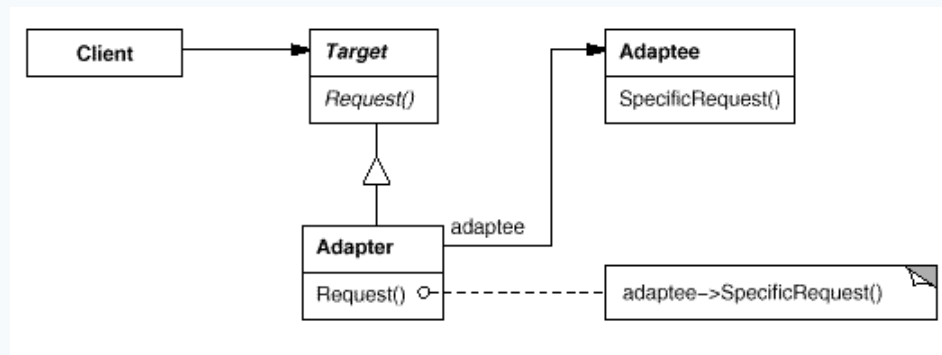 Client
Target
Request()
Adaptee
SpecificRequest()
adaptee
Adapter
Request()
adaptee->SpecificRequest()